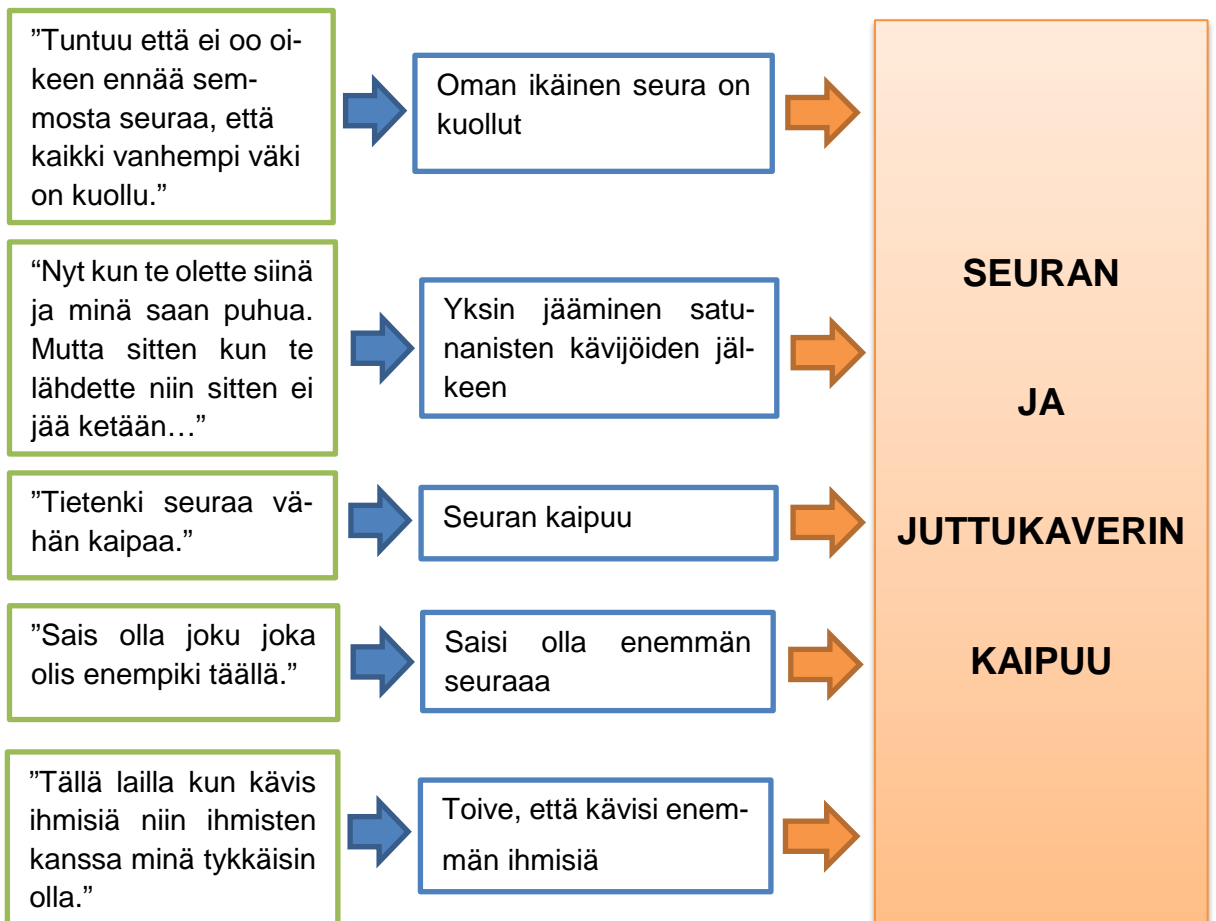 ”Tuntuu että ei oo oi-
keen ennää sem-
mosta seuraa, että
kaikki vanhempi väki
on kuollu.”
Oman ikäinen seura on
kuollut
“Nyt kun te olette siinä
ja minä saan puhua.
Mutta sitten kun te
lähdette niin sitten ei
jää ketään…”
Yksin jääminen satu-
nanisten kävijöiden jäl-
keen
”Tietenki seuraa vä-
hän kaipaa.”
Seuran kaipuu
”Sais olla joku joka
olis enempiki täällä.”
Saisi olla enemmän
seuraaa
”Tällä lailla kun kävis
ihmisiä niin ihmisten
kanssa minä tykkäisin
olla.”
Toive, että kävisi enem-
män ihmisiä
SEURAN
JA
JUTTUKAVERIN
KAIPUU